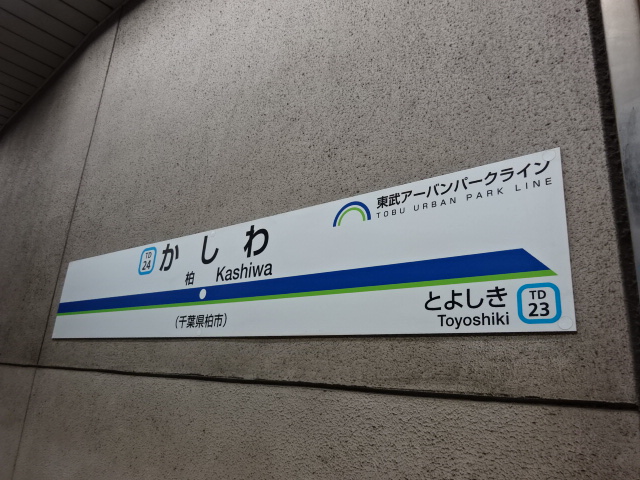 東武アーバンパークライン
TOBU URBAN PARK LINE
TD
24
かしわ
柏 Kashiwa
(千葉県柏市)
とよしき
Toyoshiki
TD
23